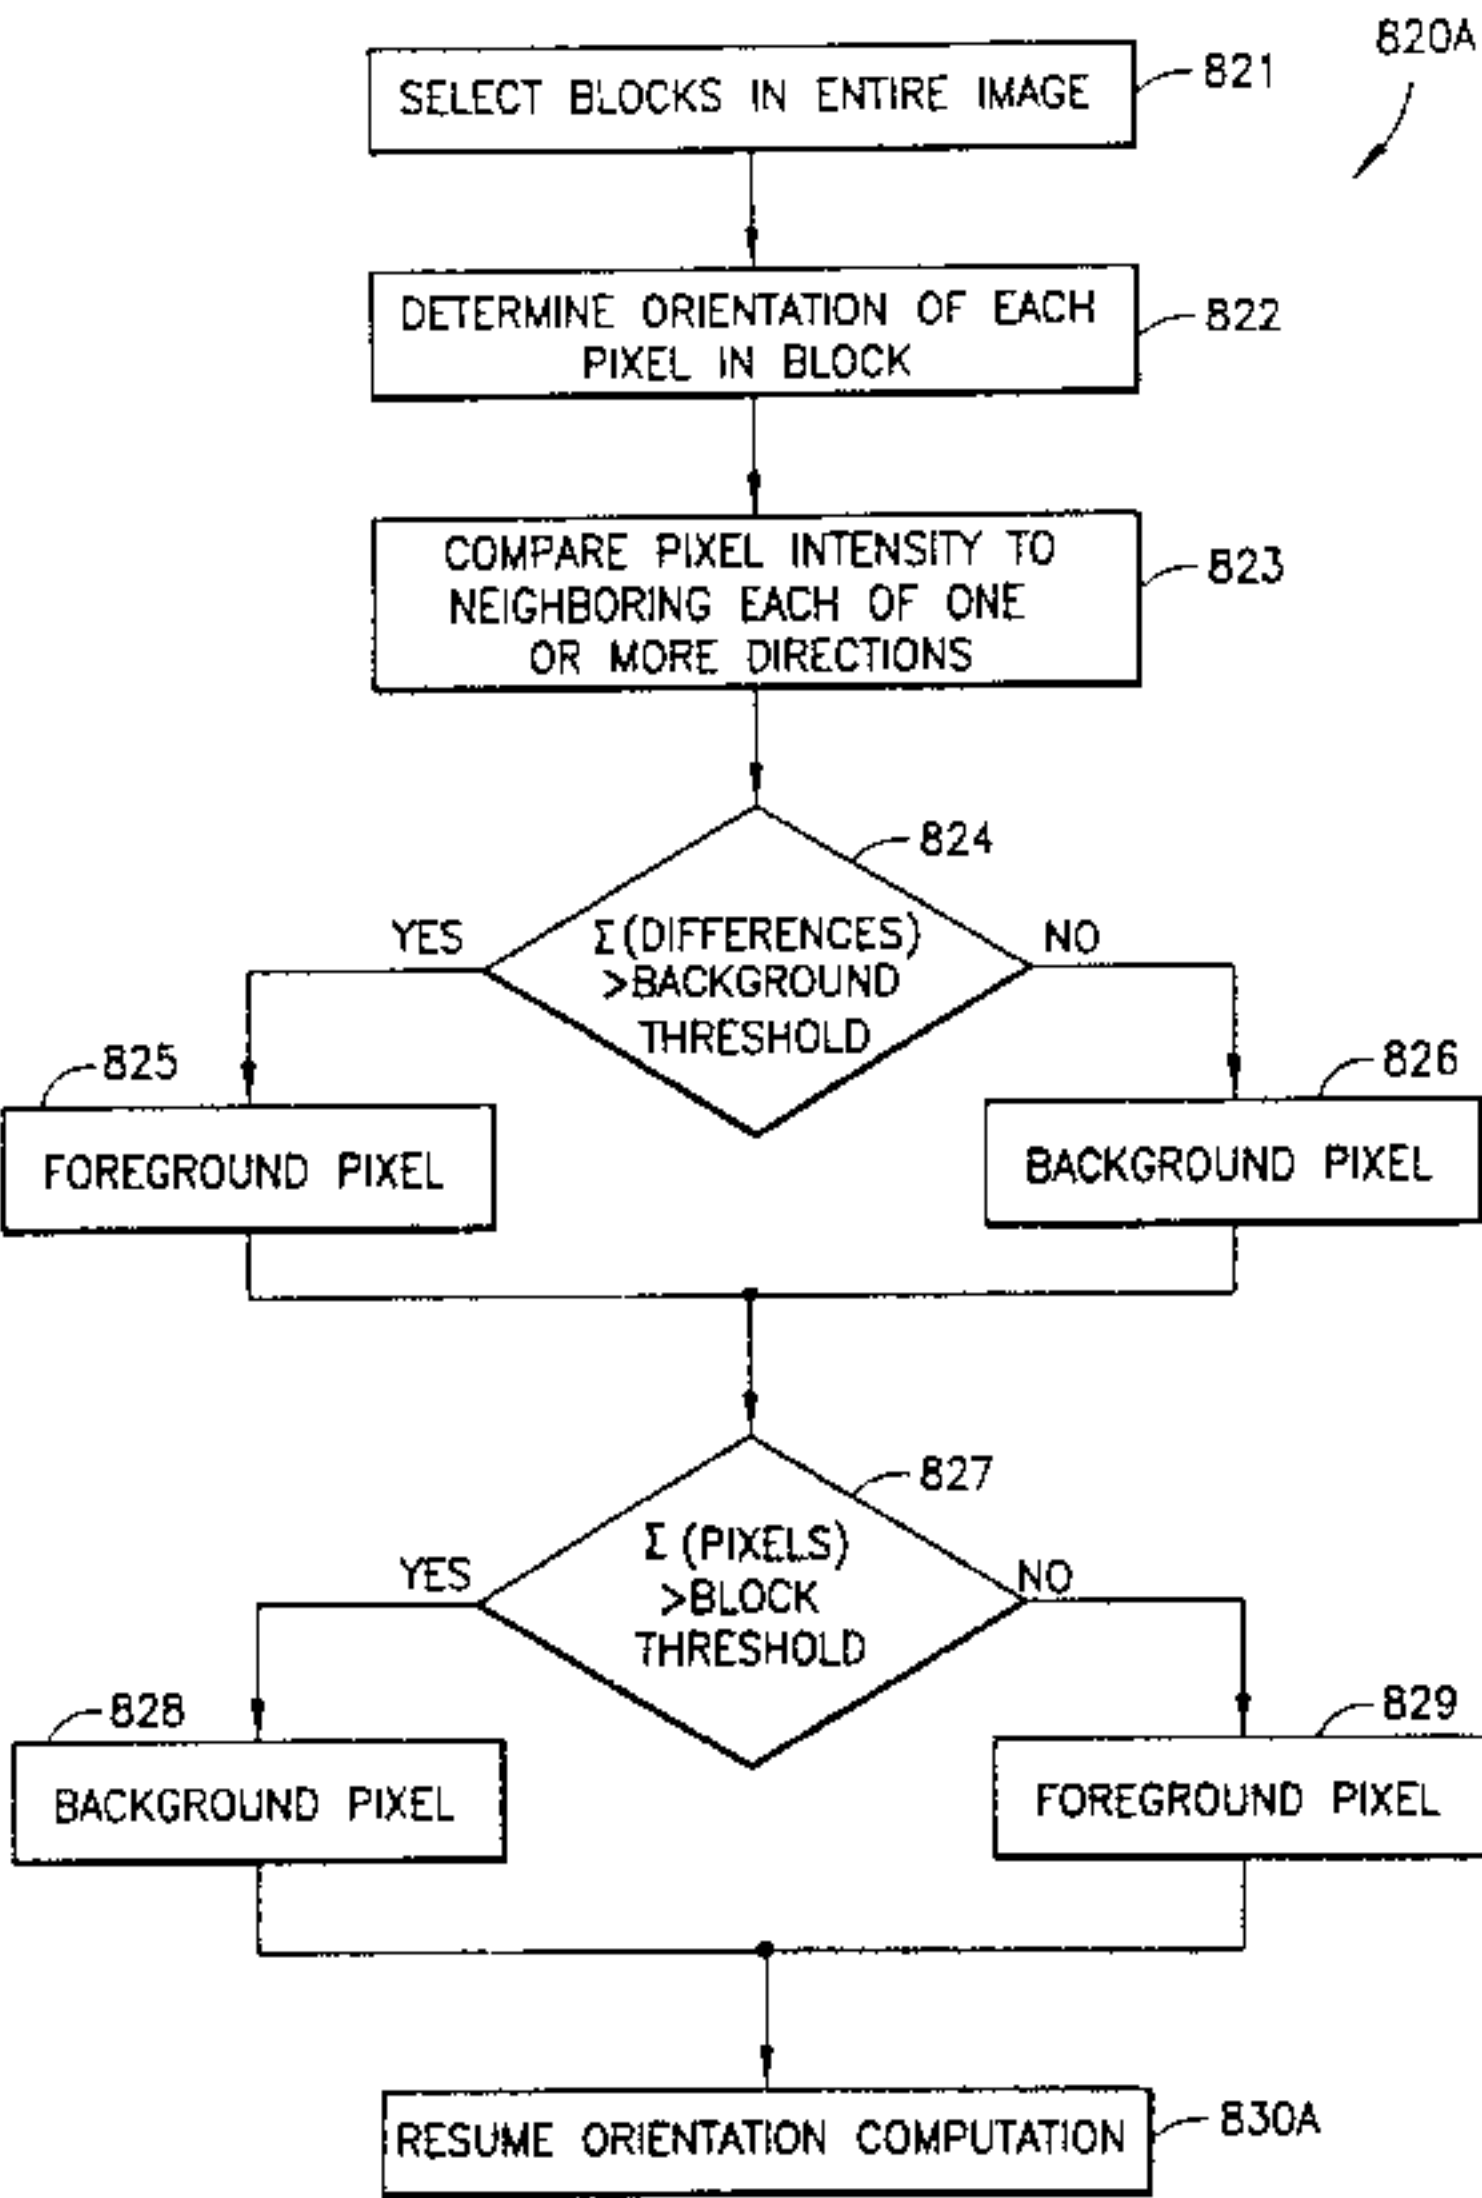 820A
SELECT BLOCKS IN ENTIRE IMAGE
821
DETERMINE ORIENTATION OF EACH
PIXEL IN BLOCK
822
COMPARE PIXEL INTENSITY TO
NEIGHBORING EACH OF ONE
OR MORE DIRECTIONS
823
824
YES
Σ(DIFFERENCES)
>BACKGROUND
THRESHOLD
NO
825
FOREGROUND PIXEL
826
BACKGROUND PIXEL
827
YES
Σ (PIXELS)
>BLOCK
THRESHOLD
NO
828
BACKGROUND PIXEL
829
FOREGROUND PIXEL
RESUME ORIENTATION COMPUTATION
830A